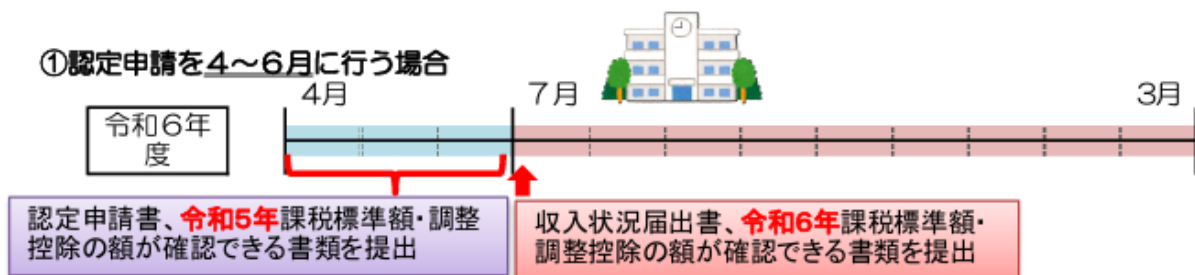 ①認定申請を４～６月に行う場合
4月
7月
3月
令和６年
度
認定申請書、令和5年課税標準額・調整
控除の額が確認できる書類を提出
収入状況届出書、令和6年課税標準額・
調整控除の額が確認できる書類を提出